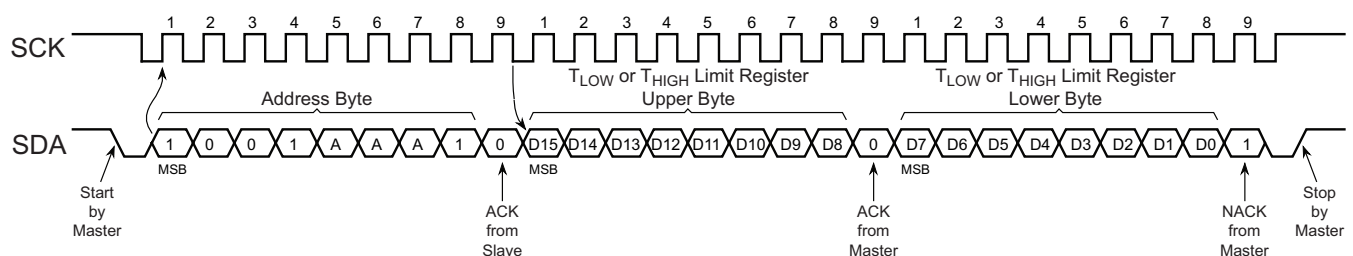 1 2 3 4 5 6 7 8 9 1 2 3 4 5 6 7 8 9 1 2 3 4 5 6 7 8 9
SCK
T_LOW or T_HIGH Limit Register
Upper Byte
T_LOW or T_HIGH Limit Register
Lower Byte
Address Byte
SDA
1 0 0 1 A A A 1 0 D15 D14 D13 D12 D11 D10 D9 D8 0 D7 D6 D5 D4 D3 D2 D1 D0 1
MSB MSB MSB
Start
by
Master
ACK
from
Slave
ACK
from
Master
NACK
from
Master
Stop
by
Master